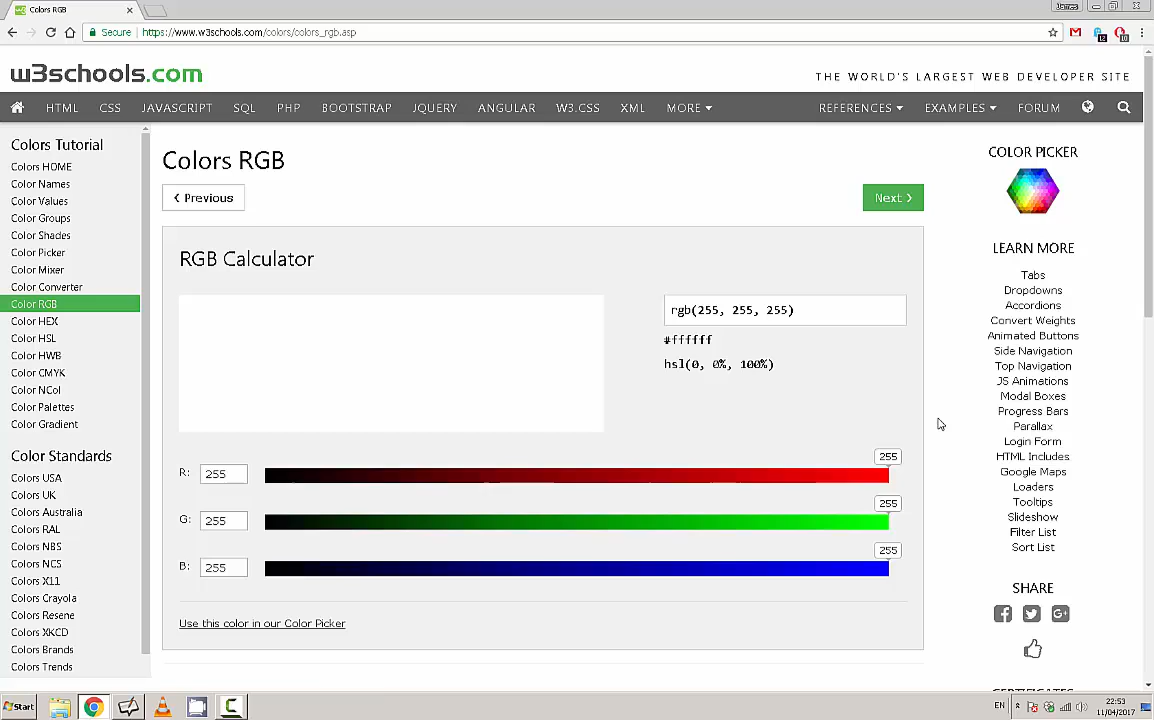 Colors RGB
James
Secure
https://www.w3schools.com/colors/colors_rgb.asp
w3schools.com
THE WORLD'S LARGEST WEB DEVELOPER SITE
HTML CSS JAVASCRIPT SQL PHP BOOTSTRAP JQUERY ANGULAR W3.CSS XML MORE REFERENCES EXAMPLES FORUM
Colors Tutorial
Colors HOME
Color Names
Color Values
Color Groups
Color Shades
Color Picker
Color Mixer
Color Converter
Color RGB
Color HEX
Color HSL
Color HWB
Color CMYK
Color NCol
Color Palettes
Color Gradient
Color Standards
Colors USA
Colors UK
Colors Australia
Colors RAL
Colors NBS
Colors NCS
Colors X11
Colors Crayola
Colors Resene
Colors XKCD
Colors Brands
Colors Trends
Colors RGB
❮ Previous
Next ❯
RGB Calculator
rgb(255, 255, 255)
#ffffff
hsl(0, 0%, 100%)
255
R: 255
255
G: 255
255
B: 255
Use this color in our Color Picker
COLOR PICKER
LEARN MORE
Tabs
Dropdowns
Accordions
Convert Weights
Animated Buttons
Side Navigation
Top Navigation
JS Animations
Modal Boxes
Progress Bars
Parallax
Login Form
HTML Includes
Google Maps
Loaders
Tooltips
Slideshow
Filter List
Sort List
SHARE
Start
EN
22:53
11/04/2017